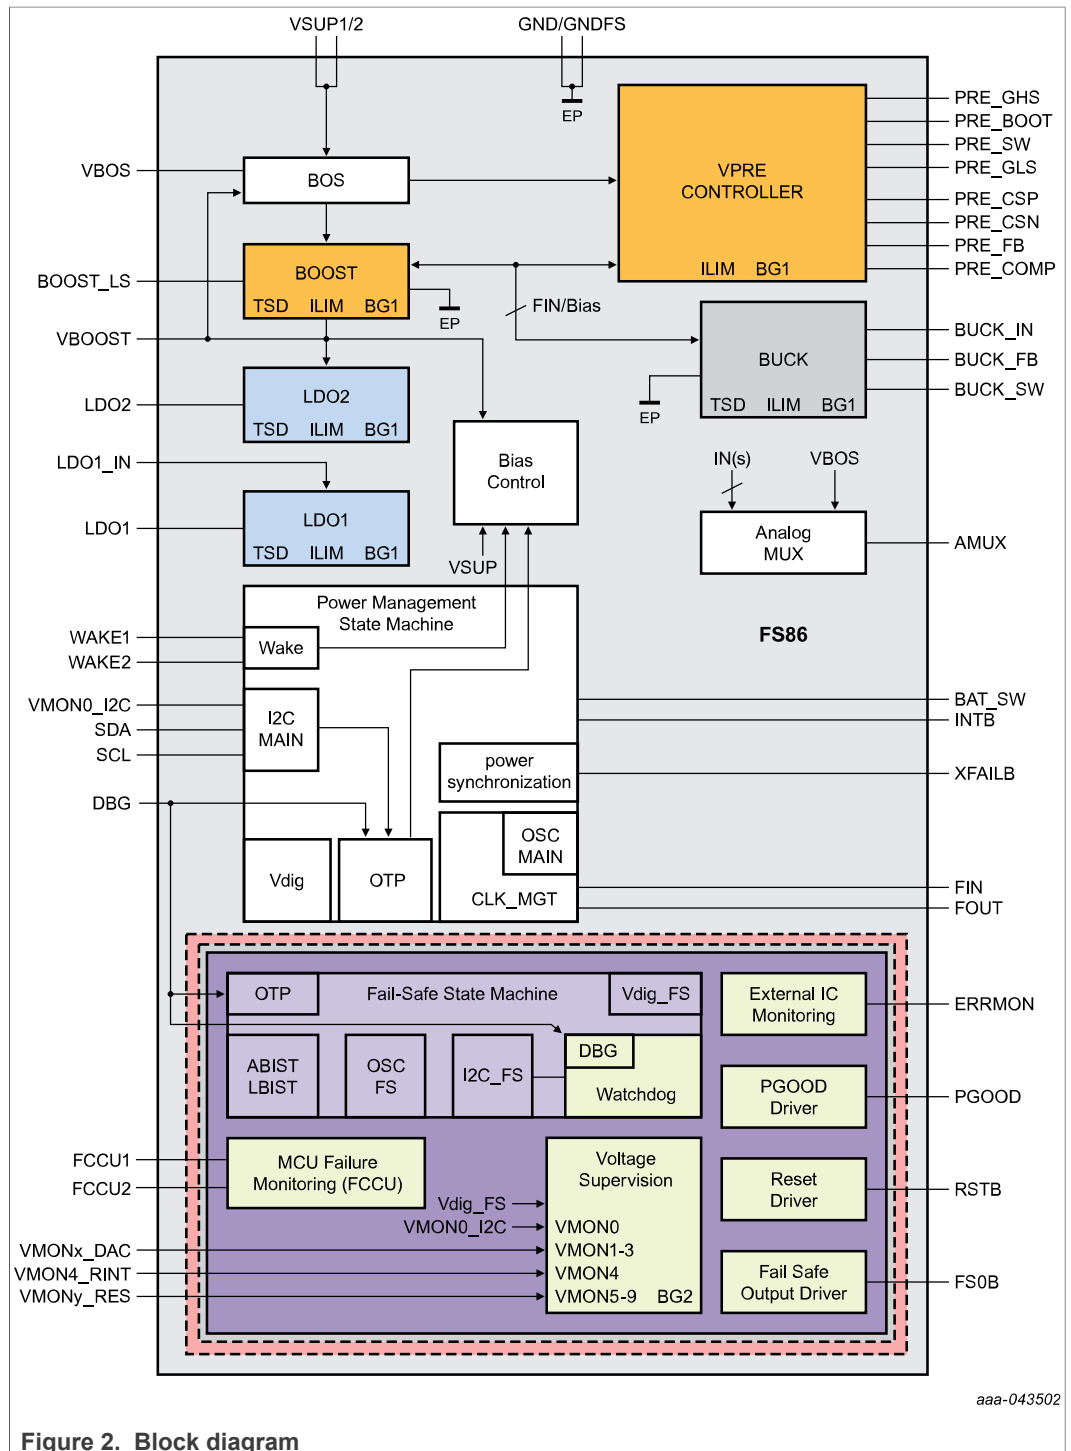 VSUP1/2
GND/GNDFS
EP
VPRE
CONTROLLER
ILIM BG1
PRE_GHS
PRE_BOOT
PRE_SW
PRE_GLS
PRE_CSP
PRE_CSN
PRE_FB
PRE_COMP
VBOS
BOS
BOOST_LS
BOOST
TSD ILIM BG1
EP
FIN/Bias
VBOOST
BUCK
TSD ILIM BG1
EP
BUCK_IN
BUCK_FB
BUCK_SW
LDO2
LDO2
TSD ILIM BG1
LDO1_IN
LDO1
LDO1
TSD ILIM BG1
Bias
Control
VSUP
IN(s)
VBOS
Analog
MUX
AMUX
FS86
Power Management
State Machine
WAKE1
WAKE2
Wake
VMON0_I2C
SDA
SCL
I2C
MAIN
DBG
BAT_SW
INTB
power
synchronization
XFAILB
OSC
MAIN
CLK_MGT
Vdig
OTP
FIN
FOUT
OTP
Fail-Safe State Machine
Vdig_FS
External IC
Monitoring
ERRMON
ABIST
LBIST
OSC
FS
I2C_FS
DBG
Watchdog
PGOOD
Driver
PGOOD
FCCU1
FCCU2
MCU Failure
Monitoring (FCCU)
Voltage
Supervision
Vdig_FS
VMON0_I2C
VMON0
VMON1-3
VMON4
VMON5-9 BG2
VMONx_DAC
VMON4_RINT
VMONy_RES
Reset
Driver
RSTB
Fail Safe
Output Driver
FS0B
aaa-043502
Figure 2. Block diagram